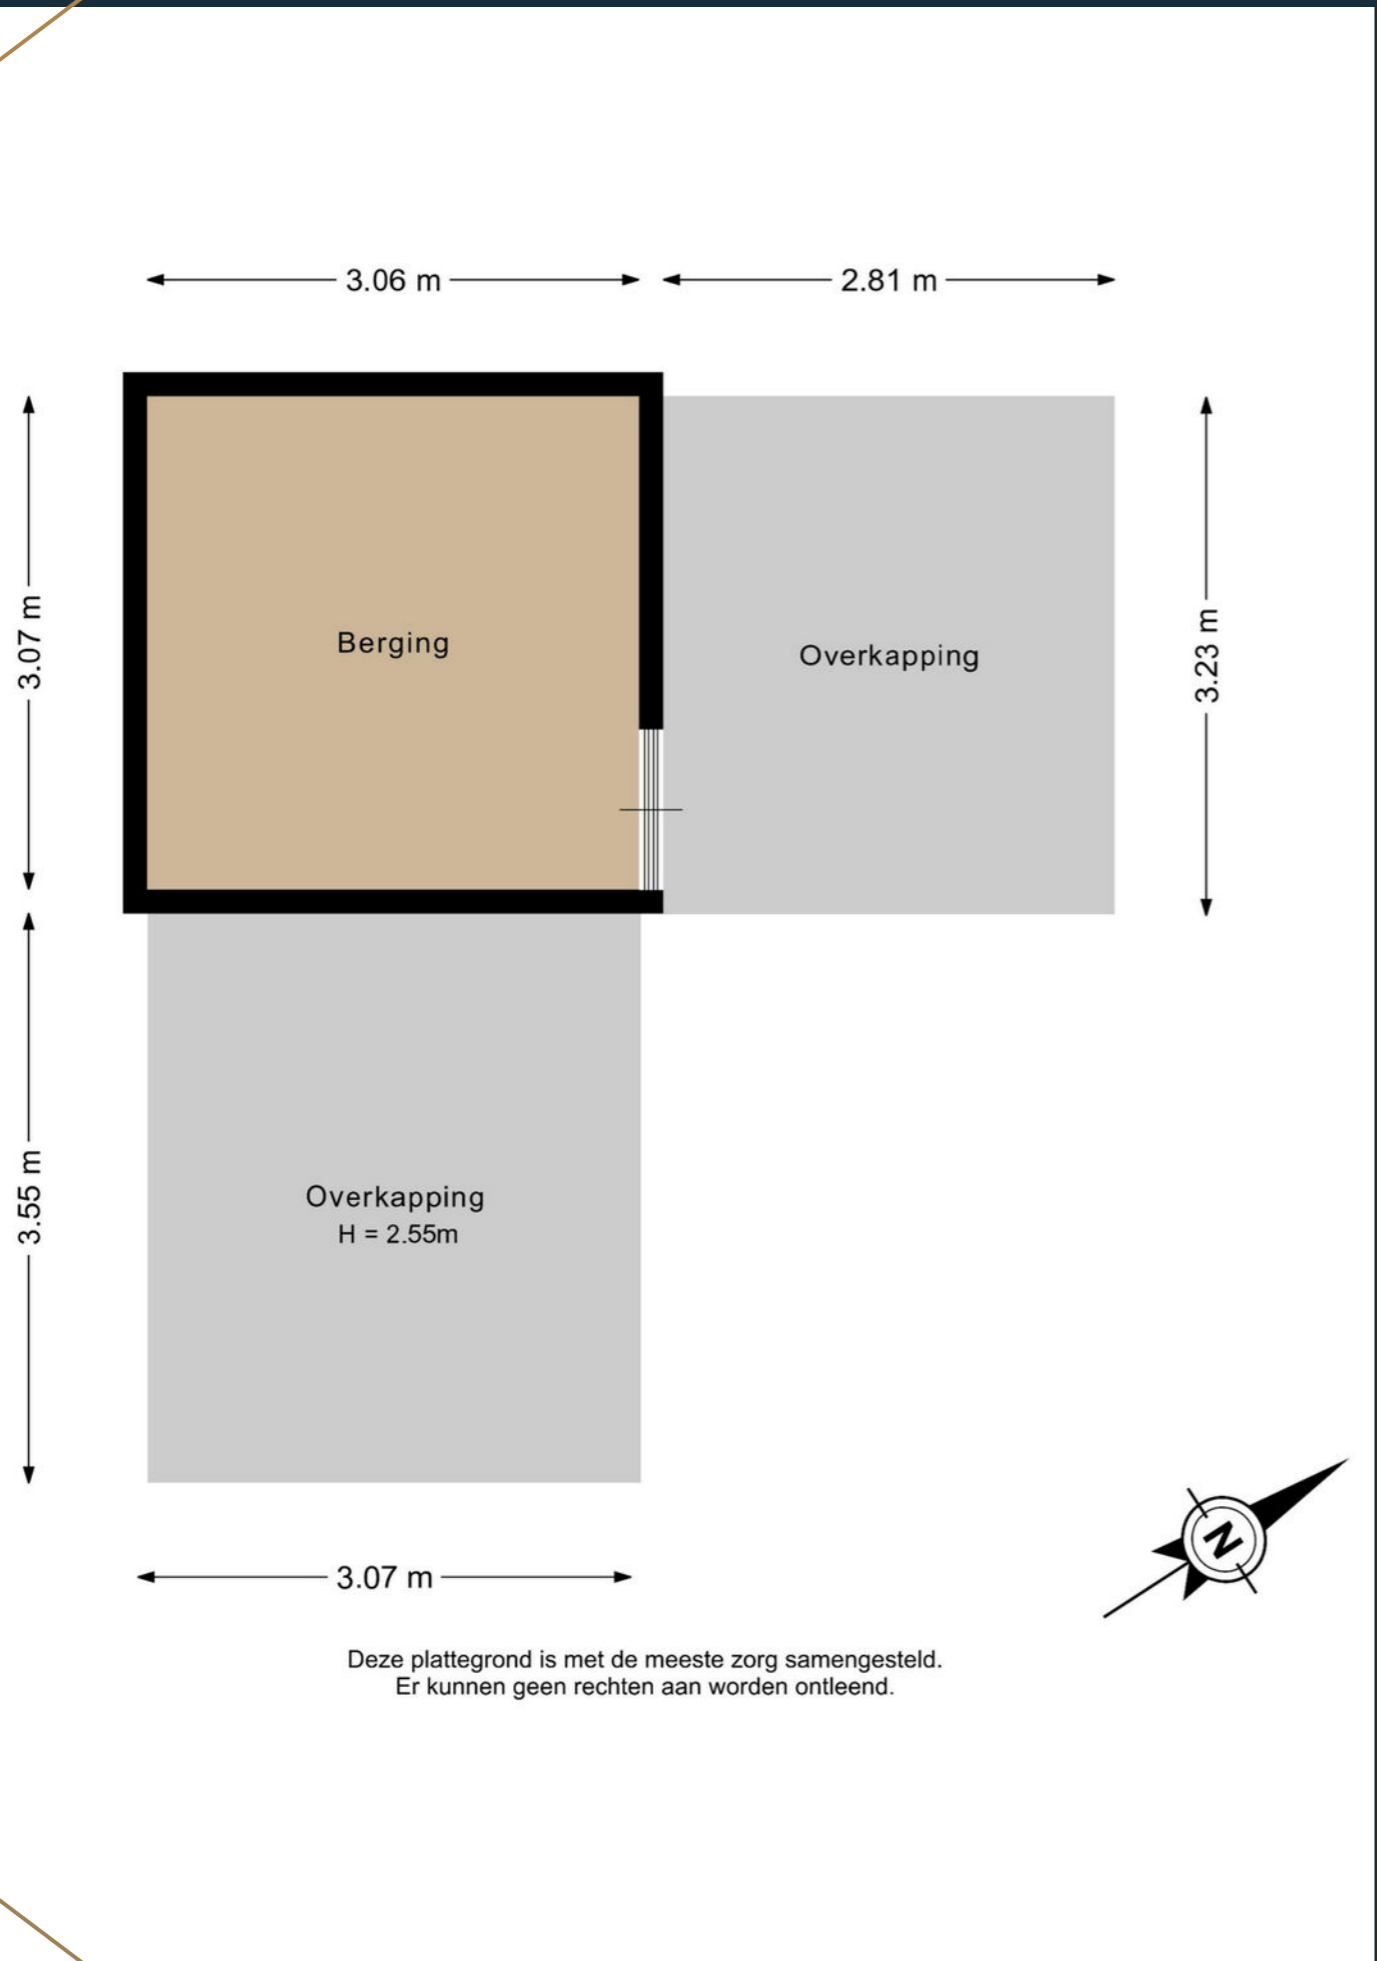 3.06 m
2.81 m
3.07 m
Berging
Overkapping
3.23 m
3.55 m
Overkapping
H = 2.55m
N
3.07 m
Deze plattegrond is met de meeste zorg samengesteld.
Er kunnen geen rechten aan worden ontleend.